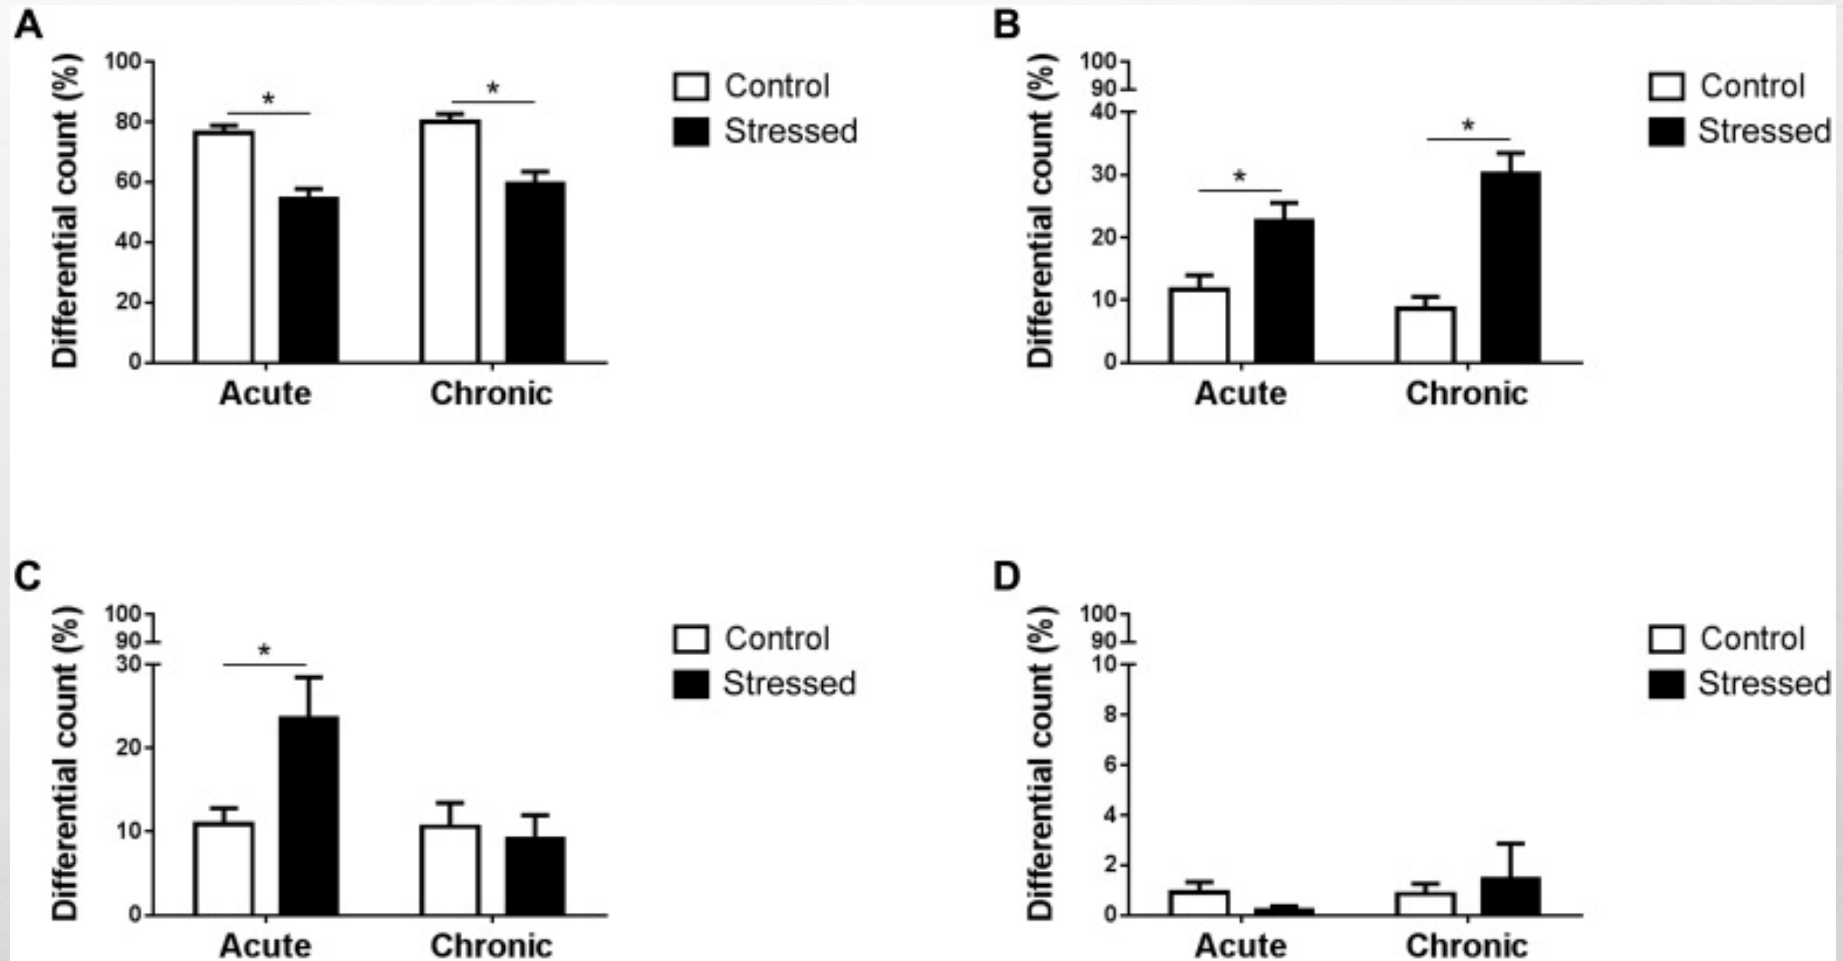 A
Differential count (%)
100
80
60
40
20
0
*
*
Acute
Chronic
Control
Stressed
B
Differential count (%)
100
90
40
30
20
10
0
*
*
Acute
Chronic
Control
Stressed
C
Differential count (%)
100
90
30
20
10
0
*
Acute
Chronic
Control
Stressed
D
Differential count (%)
100
90
10
8
6
4
2
0
Acute
Chronic
Control
Stressed